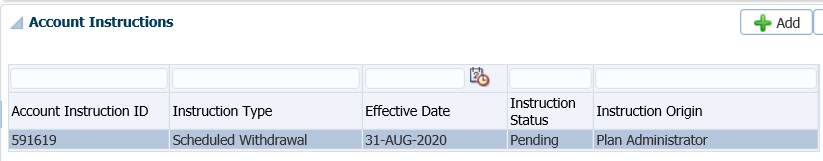 Account Instructions
Add
Account Instruction ID Instruction Type Effective Date Instruction Status Instruction Origin
591619 Scheduled Withdrawal 31-AUG-2020 Pending Plan Administrator